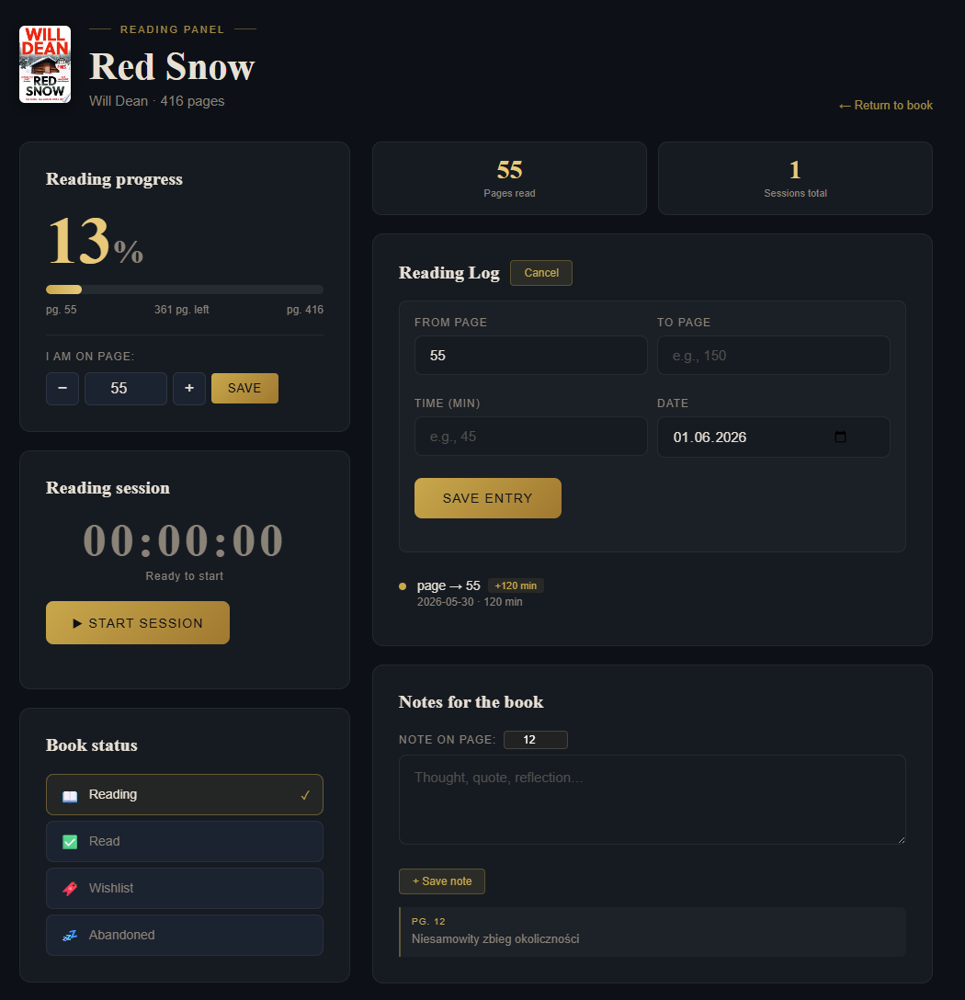 WILL
DEAN
RED
SNOW
READING PANEL
Red Snow
Will Dean · 416 pages
← Return to book
Reading progress
13%
pg. 55 361 pg. left pg. 416
I AM ON PAGE:
− 55 + SAVE
Reading session
00:00:00
Ready to start
▶ START SESSION
Book status
Reading ✓
Read
Wishlist
Abandoned
55
Pages read
1
Sessions total
Reading Log Cancel
FROM PAGE TO PAGE
55 e.g., 150
TIME (MIN) DATE
e.g., 45 01.06.2026
SAVE ENTRY
page → 55 +120 min
2026-05-30 · 120 min
Notes for the book
NOTE ON PAGE: 12
Thought, quote, reflection...
+ Save note
PG. 12
Niesamowity zbieg okoliczności